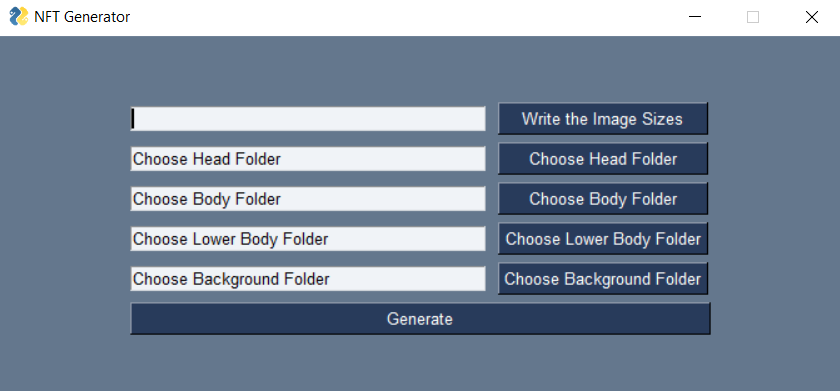 NFT Generator
Write the Image Sizes
Choose Head Folder Choose Head Folder
Choose Body Folder Choose Body Folder
Choose Lower Body Folder Choose Lower Body Folder
Choose Background Folder Choose Background Folder
Generate